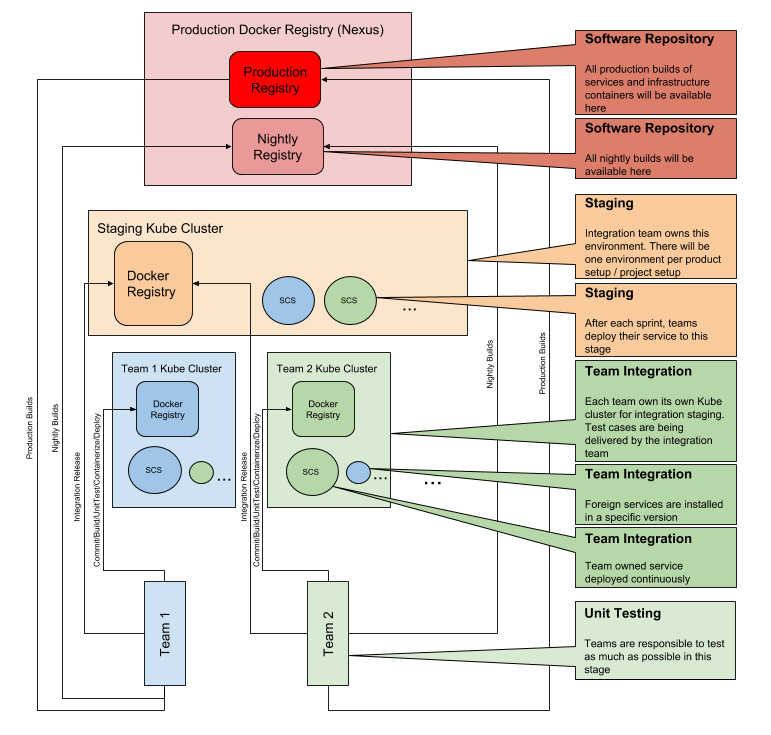 Production Docker Registry (Nexus)
Production
Registry
Nightly
Registry
Software Repository
All production builds of
services and infrastructure
containers will be available
here
Software Repository
All nightly builds will be
available here
Staging Kube Cluster
Docker
Registry
SCS
SCS
...
Staging
Integration team owns this
environment. There will be
one environment per product
setup / project setup
Staging
After each sprint, teams
deploy their service to this
stage
Team 1 Kube Cluster
Docker
Registry
SCS
...
Team 2 Kube Cluster
Docker
Registry
SCS
...
...
Team Integration
Each team own its own Kube
cluster for integration staging.
Test cases are being
delivered by the integration
team
Team Integration
Foreign services are installed
in a specific version
Team Integration
Team owned service
deployed continuously
Production Builds
Nightly Builds
Integration Release
Commit/Build/UnitTest/Containerize/Deploy
Integration Release
Commit/Build/UnitTest/Containerize/Deploy
Nightly Builds
Production Builds
Team 1
Team 2
Unit Testing
Teams are responsible to test
as much as possible in this
stage